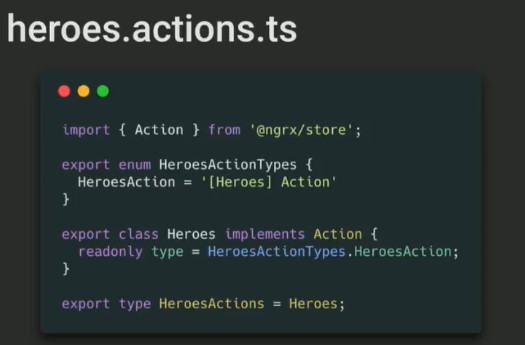 heroes.actions.ts
import { Action } from '@ngrx/store';
export enum HeroesActionTypes {
  HeroesAction = '[Heroes] Action'
}
export class Heroes implements Action {
  readonly type = HeroesActionTypes.HeroesAction;
}
export type HeroesActions = Heroes;